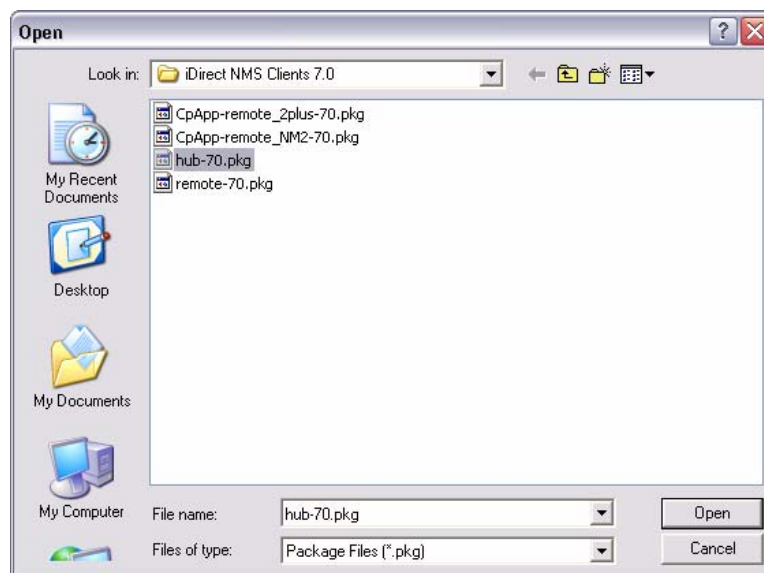 Open
Look in: iDirect NMS Clients 7.0
CpApp-remote_2plus-70.pkg
CpApp-remote_NM2-70.pkg
hub-70.pkg
remote-70.pkg
My Recent
Documents
Desktop
My Documents
My Computer
File name: hub-70.pkg Open
Files of type: Package Files (*.pkg) Cancel